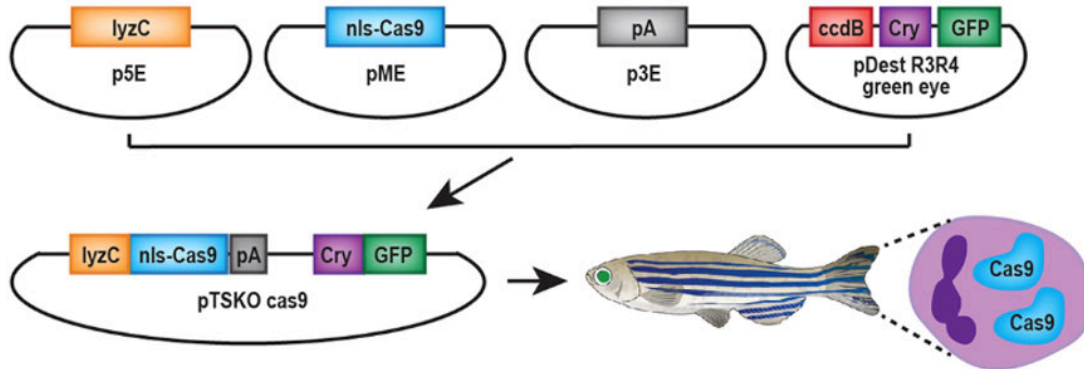 lyzC
p5E
nls-Cas9
pME
pA
p3E
ccdB Cry GFP
pDest R3R4
green eye
lyzC nls-Cas9 pA Cry GFP
pTSKO cas9
Cas9
Cas9